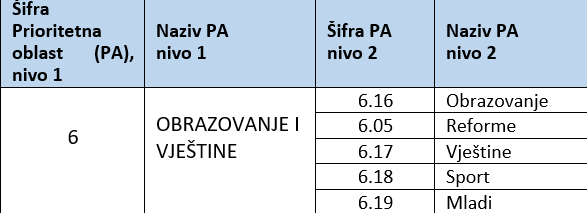 Šifra
Prioritetna
oblast (PA),
nivo 1
Naziv PA
nivo 1
Šifra PA
nivo 2
Naziv PA
nivo 2
6
OBRAZOVANJE I
VJEŠTINE
6.16 Obrazovanje
6.05 Reforme
6.17 Vještine
6.18 Sport
6.19 Mladi